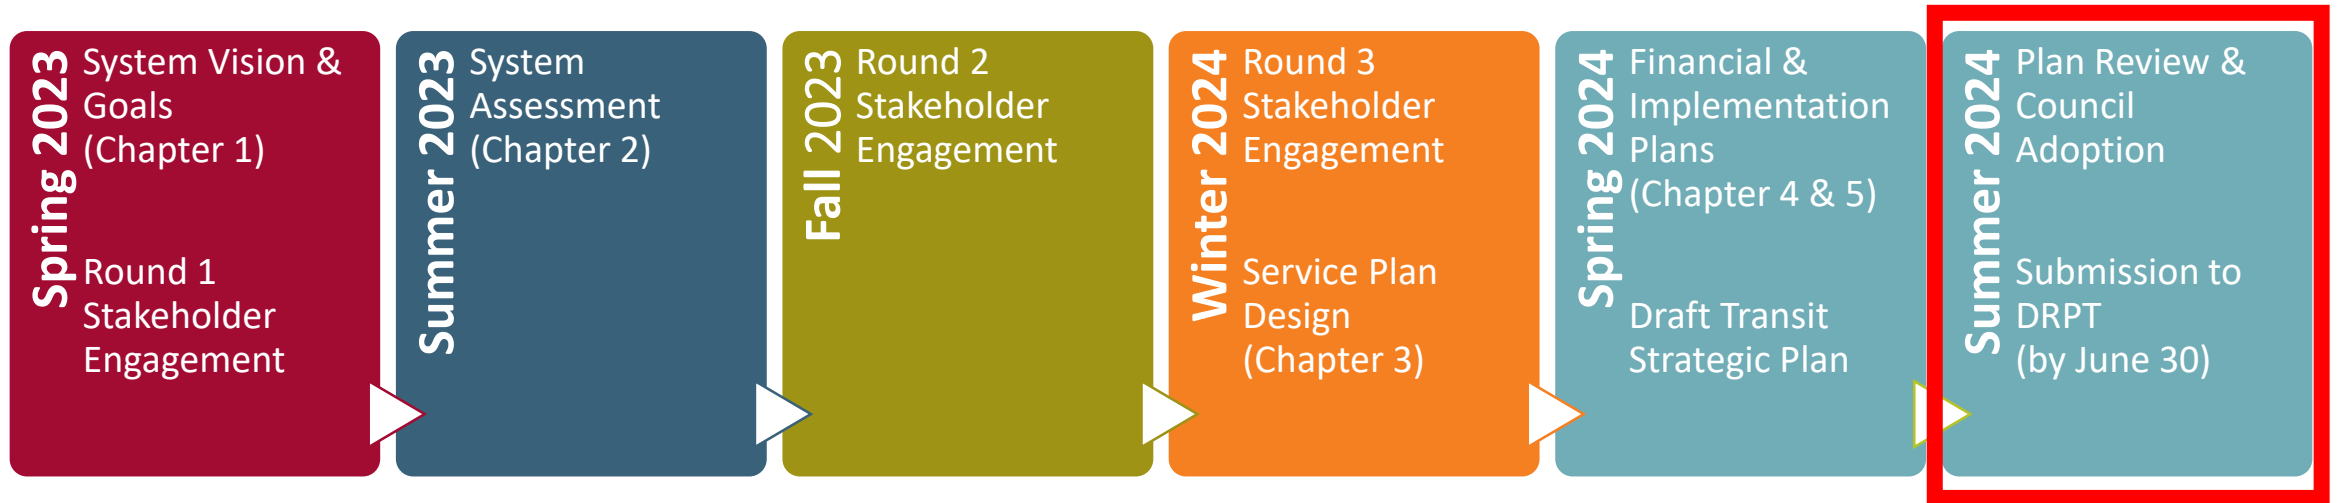 Spring 2023
System Vision &
Goals
(Chapter 1)
Round 1
Stakeholder
Engagement
Summer 2023
System
Assessment
(Chapter 2)
Fall 2023
Round 2
Stakeholder
Engagement
Winter 2024
Round 3
Stakeholder
Engagement
Service Plan
Design
(Chapter 3)
Spring 2024
Financial &
Implementation
Plans
(Chapter 4 & 5)
Draft Transit
Strategic Plan
Summer 2024
Plan Review &
Council
Adoption
Submission to
DRPT
(by June 30)